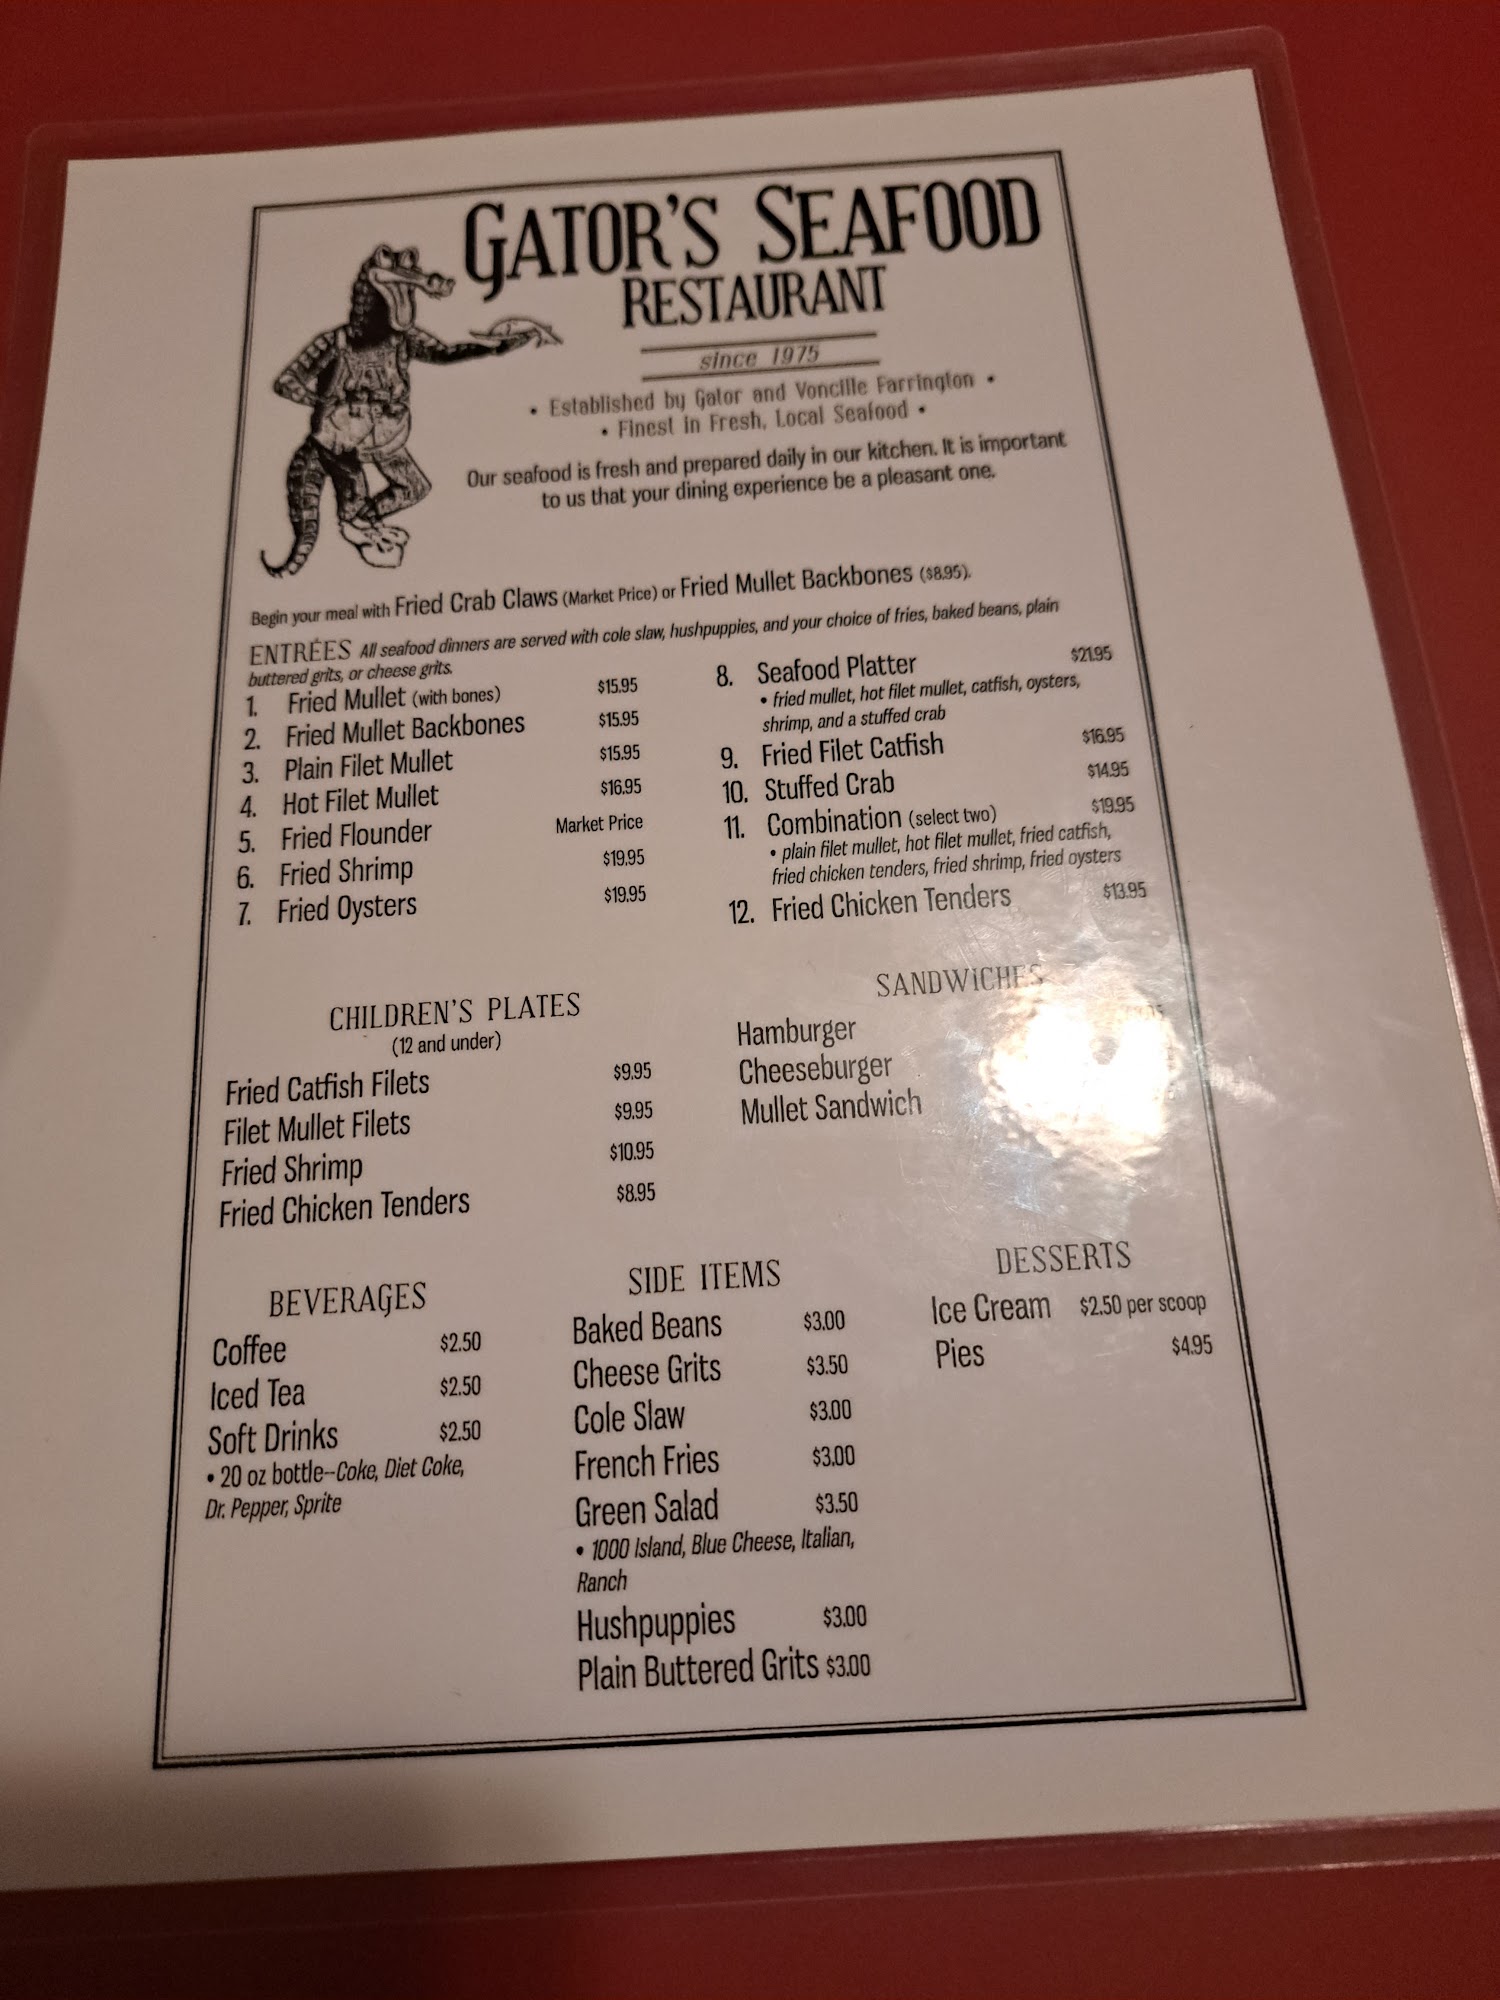 GATOR'S SEAFOOD
RESTAURANT
since 1975
• Established by Gator and Voncille Farrington •
• Finest in Fresh, Local Seafood •
Our seafood is fresh and prepared daily in our kitchen. It is important
to us that your dining experience be a pleasant one.
Begin your meal with Fried Crab Claws (Market Price) or Fried Mullet Backbones ($8.95).
ENTRÉES All seafood dinners are served with cole slaw, hushpuppies, and your choice of fries, baked beans, plain
buttered grits, or cheese grits.
1. Fried Mullet (with bones) $15.95
2. Fried Mullet Backbones $15.95
3. Plain Filet Mullet $15.95
4. Hot Filet Mullet $16.95
5. Fried Flounder Market Price
6. Fried Shrimp $19.95
7. Fried Oysters $19.95
8. Seafood Platter $21.95
• fried mullet, hot filet mullet, catfish, oysters,
shrimp, and a stuffed crab
9. Fried Filet Catfish $16.95
10. Stuffed Crab $14.95
11. Combination (select two) $19.95
• plain filet mullet, hot filet mullet, fried catfish,
fried chicken tenders, fried shrimp, fried oysters
12. Fried Chicken Tenders $13.95
CHILDREN'S PLATES
(12 and under)
Fried Catfish Filets $9.95
Filet Mullet Filets $9.95
Fried Shrimp $10.95
Fried Chicken Tenders $8.95
SANDWICHES
Hamburger
Cheeseburger
Mullet Sandwich
BEVERAGES
Coffee $2.50
Iced Tea $2.50
Soft Drinks $2.50
• 20 oz bottle--Coke, Diet Coke,
Dr. Pepper, Sprite
SIDE ITEMS
Baked Beans $3.00
Cheese Grits $3.50
Cole Slaw $3.00
French Fries $3.00
Green Salad $3.50
• 1000 Island, Blue Cheese, Italian,
Ranch
Hushpuppies $3.00
Plain Buttered Grits $3.00
DESSERTS
Ice Cream $2.50 per scoop
Pies $4.95